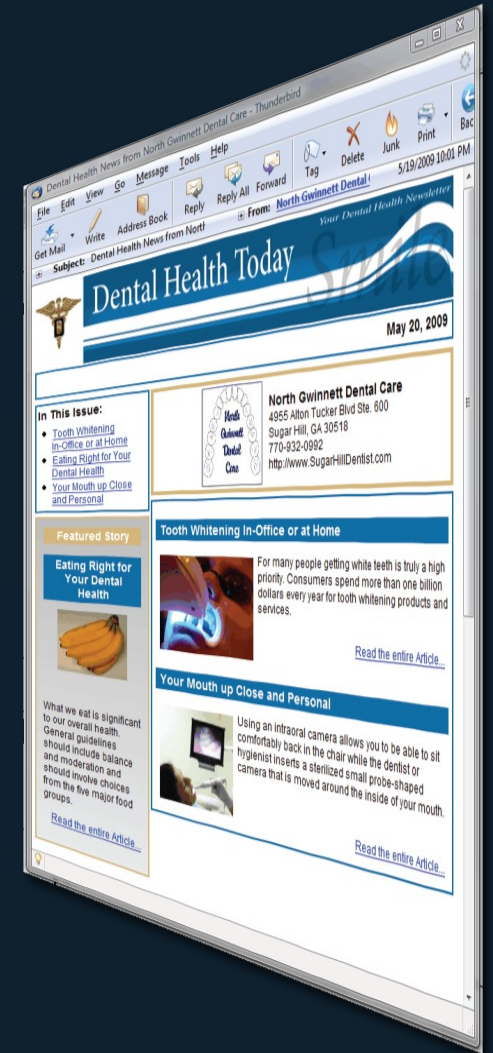 Dental Health News from North Gwinnett Dental Care - Thunderbird
File Edit View Go Message Tools Help
Get Mail Write Address Book Reply Reply All Forward Tag Delete Junk Print Bac
Subject: Dental Health News from North From: North Gwinnett Dental 5/19/2009 10:01 PM
Your Dental Health Newsletter
Dental Health Today
Smile
May 20, 2009
In This Issue:
Tooth Whitening
In-Office or at Home
Eating Right for Your
Dental Health
Your Mouth up Close
and Personal
North
Gwinnett
Dental
Care
North Gwinnett Dental Care
4955 Alton Tucker Blvd Ste. 600
Sugar Hill, GA 30518
770-932-0992
http://www.SugarHillDentist.com
Featured Story
Eating Right for
Your Dental
Health
What we eat is significant
to our overall health.
General guidelines
should include balance
and moderation and
should involve choices
from the five major food
groups.
Read the entire Article...
Tooth Whitening In-Office or at Home
For many people getting white teeth is truly a high
priority. Consumers spend more than one billion
dollars every year for tooth whitening products and
services.
Read the entire Article...
Your Mouth up Close and Personal
Using an intraoral camera allows you to be able to sit
comfortably back in the chair while the dentist or
hygienist inserts a sterilized small probe-shaped
camera that is moved around the inside of your mouth.
Read the entire Article...